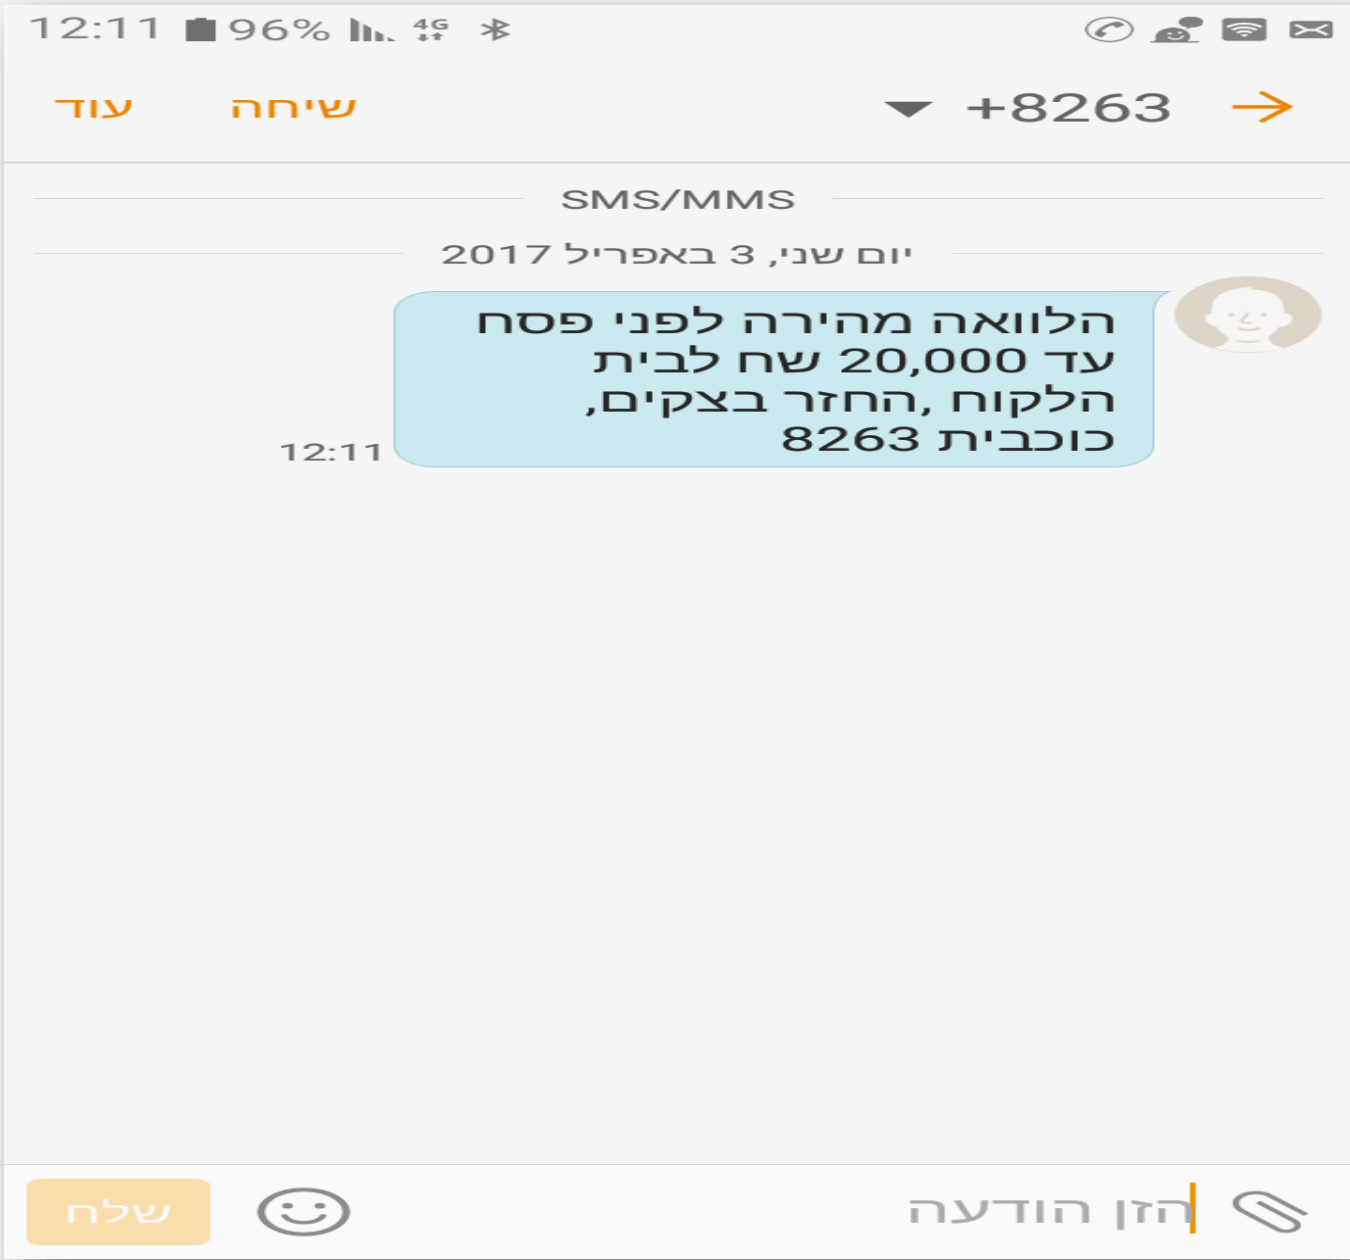 12:11 96% 4G
עוד שיחה +8263
SMS/MMS
יום שני, 3 באפריל 2017
הלוואה מהירה לפני פסח
עד 20,000 שח לבית
הלקוח ,החזר בצקים,
כוכבית 8263
12:11
הזן הודעה
שלח